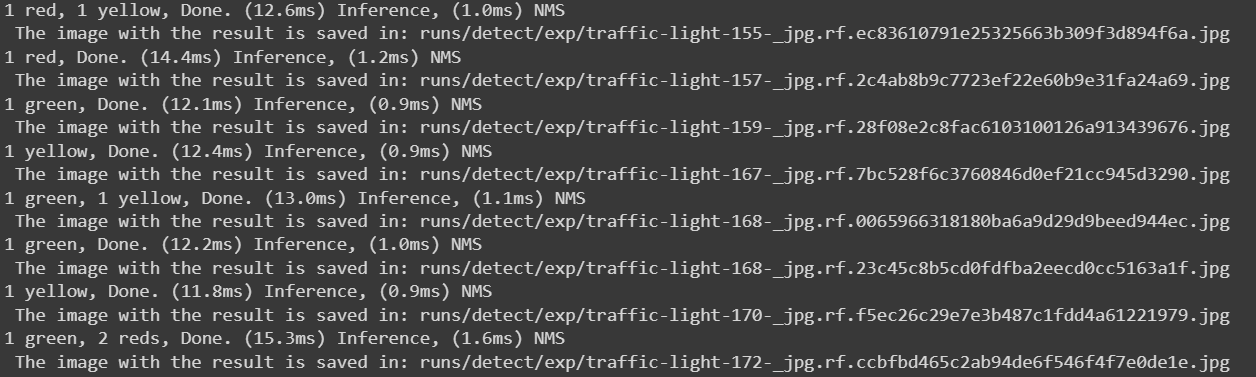 1 red, 1 yellow, Done. (12.6ms) Inference, (1.0ms) NMS
The image with the result is saved in: runs/detect/exp/traffic-light-155-_jpg.rf.ec83610791e25325663b309f3d894f6a.jpg
1 red, Done. (14.4ms) Inference, (1.2ms) NMS
The image with the result is saved in: runs/detect/exp/traffic-light-157-_jpg.rf.2c4ab8b9c7723ef22e60b9e31fa24a69.jpg
1 green, Done. (12.1ms) Inference, (0.9ms) NMS
The image with the result is saved in: runs/detect/exp/traffic-light-159-_jpg.rf.28f08e2c8fac6103100126a913439676.jpg
1 yellow, Done. (12.4ms) Inference, (0.9ms) NMS
The image with the result is saved in: runs/detect/exp/traffic-light-167-_jpg.rf.7bc528f6c3760846d0ef21cc945d3290.jpg
1 green, 1 yellow, Done. (13.0ms) Inference, (1.1ms) NMS
The image with the result is saved in: runs/detect/exp/traffic-light-168-_jpg.rf.0065966318180ba6a9d29d9beed944ec.jpg
1 green, Done. (12.2ms) Inference, (1.0ms) NMS
The image with the result is saved in: runs/detect/exp/traffic-light-168-_jpg.rf.23c45c8b5cd0fdfba2eecd0cc5163a1f.jpg
1 yellow, Done. (11.8ms) Inference, (0.9ms) NMS
The image with the result is saved in: runs/detect/exp/traffic-light-170-_jpg.rf.f5ec26c29e7e3b487c1fdd4a61221979.jpg
1 green, 2 reds, Done. (15.3ms) Inference, (1.6ms) NMS
The image with the result is saved in: runs/detect/exp/traffic-light-172-_jpg.rf.ccbfbd465c2ab94de6f546f4f7e0de1e.jpg